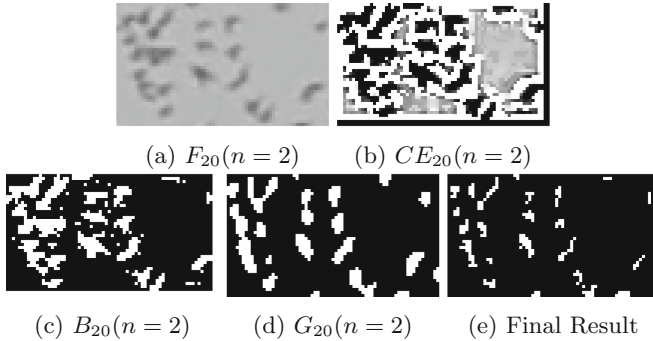 (a) F₂₀(n = 2) (b) CE₂₀(n = 2)
(c) B₂₀(n = 2) (d) G₂₀(n = 2) (e) Final Result